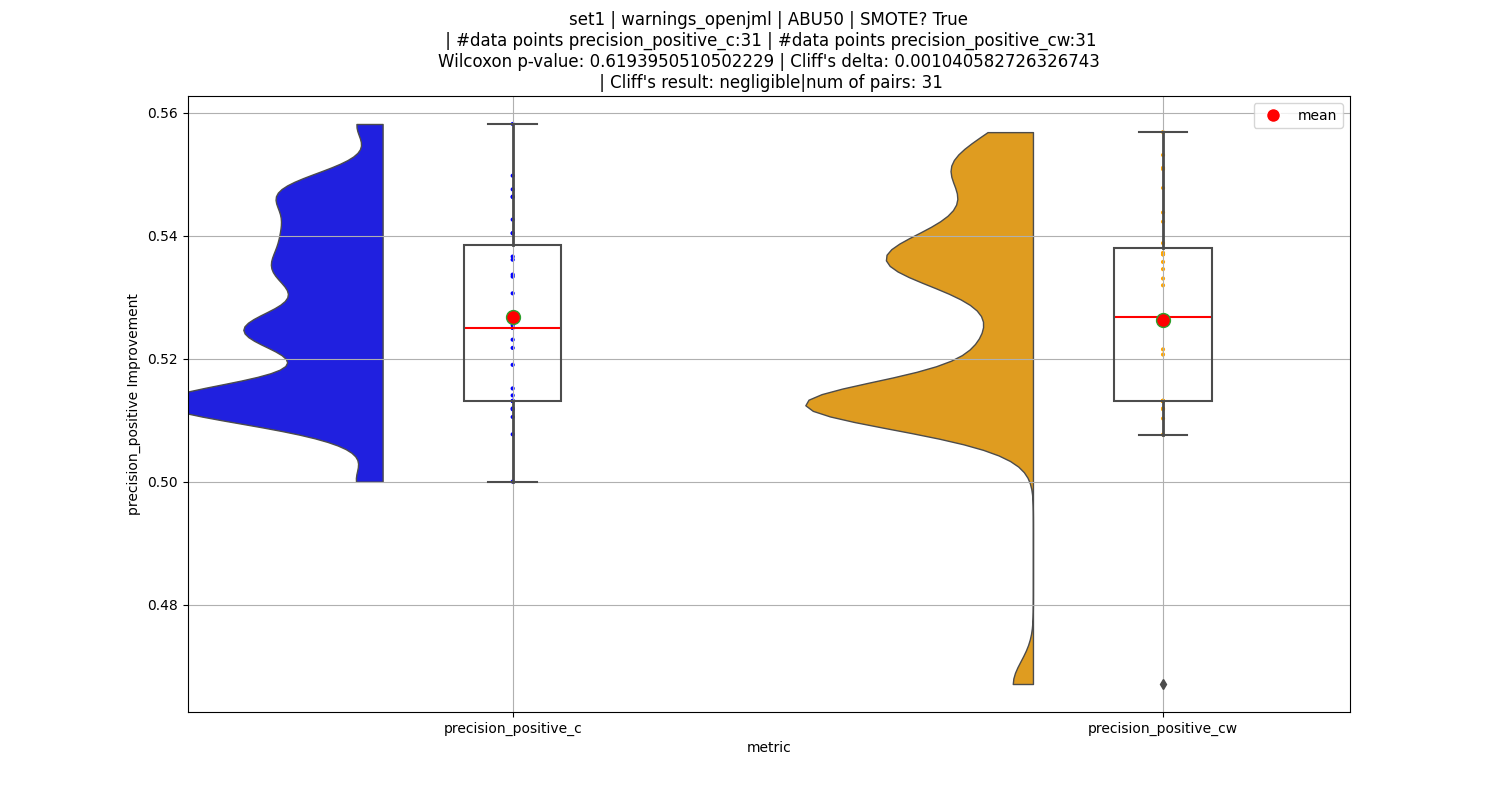 set1 | warnings_openjml | ABU50 | SMOTE? True
| #data points precision_positive_c:31 | #data points precision_positive_cw:31
Wilcoxon p-value: 0.6193950510502229 | Cliff's delta: 0.001040582726326743
| Cliff's result: negligible|num of pairs: 31
mean
0.56
0.54
0.52
0.50
0.48
precision_positive Improvement
precision_positive_c
precision_positive_cw
metric